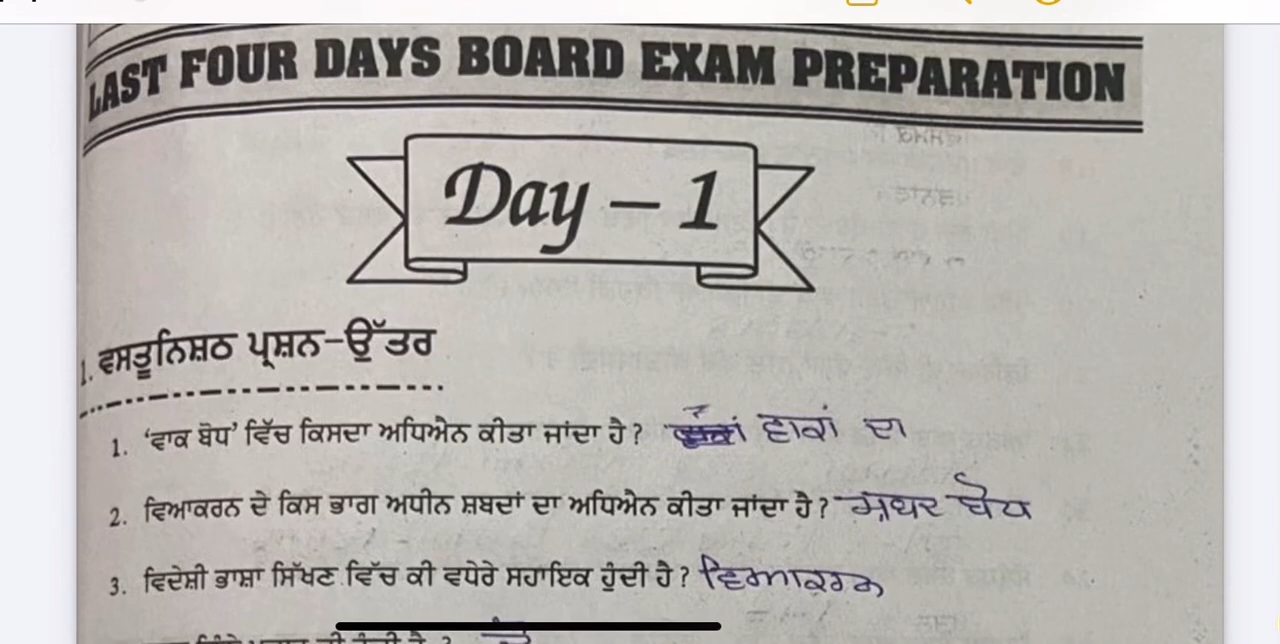 LAST FOUR DAYS BOARD EXAM PREPARATION
Day – 1
1. ਵਸਤੂਨਿਸ਼ਠ ਪ੍ਰਸ਼ਨ-ਉੱਤਰ
1. ‘ਵਾਕ ਬੋਧ’ ਵਿੱਚ ਕਿਸਦਾ ਅਧਿਐਨ ਕੀਤਾ ਜਾਂਦਾ ਹੈ? ਵਾਕਾਂ ਦਾ
2. ਵਿਆਕਰਨ ਦੇ ਕਿਸ ਭਾਗ ਅਧੀਨ ਸ਼ਬਦਾਂ ਦਾ ਅਧਿਐਨ ਕੀਤਾ ਜਾਂਦਾ ਹੈ? ਬੋਧ
3. ਵਿਦੇਸ਼ੀ ਭਾਸ਼ਾ ਸਿੱਖਣ ਵਿੱਚ ਕੀ ਵਧੇਰੇ ਸਹਾਇਕ ਹੁੰਦੀ ਹੈ? ਵਿਆਕਰਨ